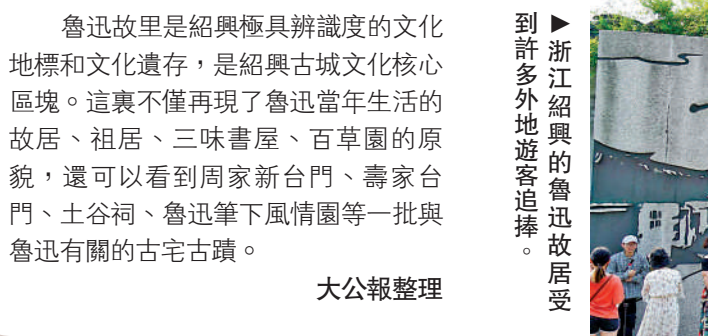 魯迅故里是紹興極具辨識度的文化
地標和文化遺存，是紹興古城文化核心
區塊。這裏不僅再現了魯迅當年生活的
故居、祖居、三味書屋、百草園的原
貌，還可以看到周家新台門、壽家台
門、土谷祠、魯迅筆下風情園等一批與
魯迅有關的古宅古蹟。
大公報整理
▶浙江紹興的魯迅故居受
到許多外地遊客追捧。